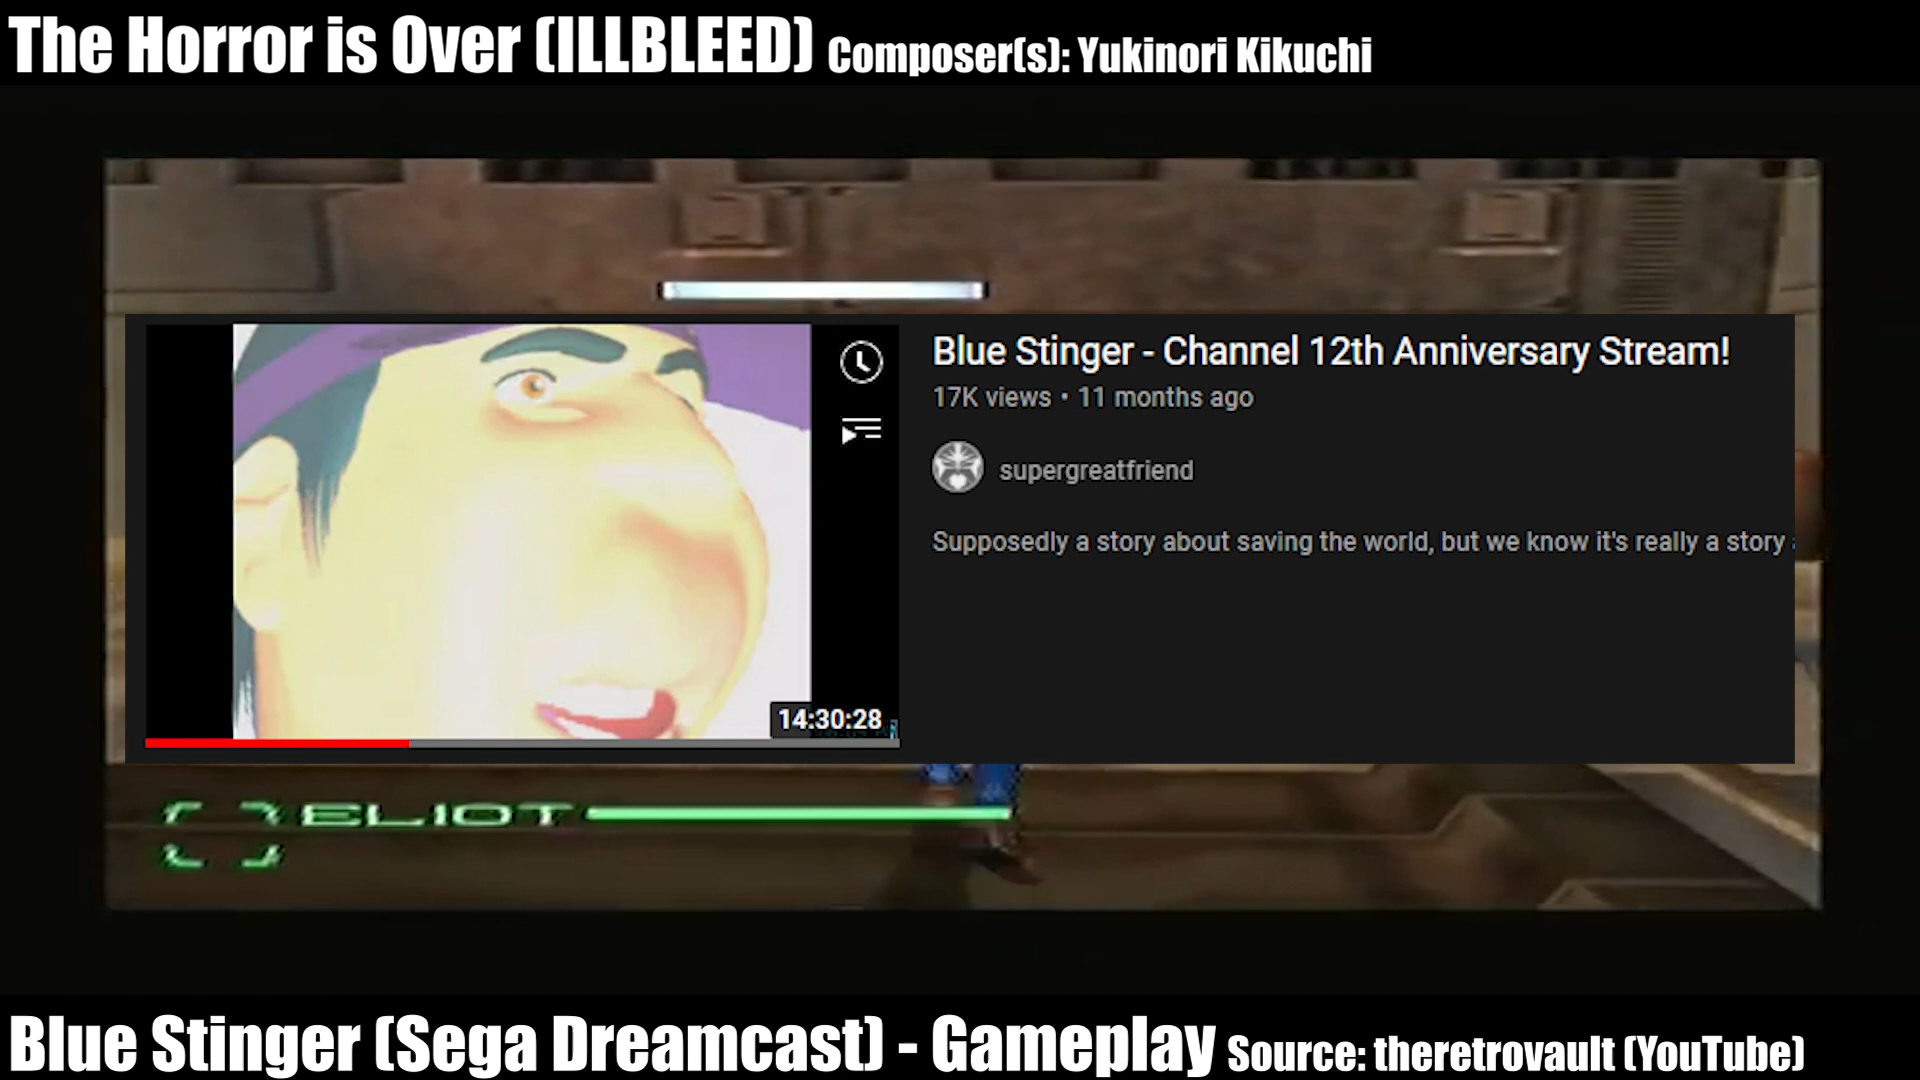 The Horror is Over (ILLBLEED) Composer(s): Yukinori Kikuchi
Blue Stinger - Channel 12th Anniversary Stream!
17K views • 11 months ago
supergreatfriend
Supposedly a story about saving the world, but we know it's really a story
14:30:28
ELIOT
Blue Stinger (Sega Dreamcast) - Gameplay Source: theretrovault (YouTube)